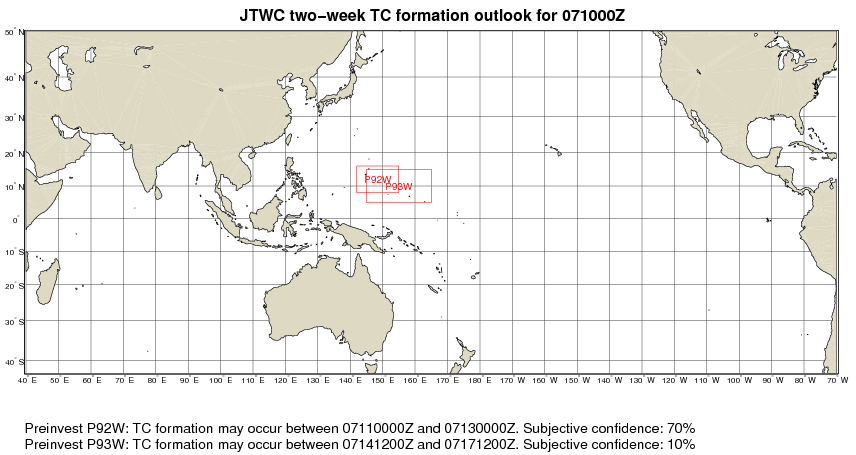 JTWC two-week TC formation outlook for 071000Z
50° N
40° N
30° N
20° N
10° N
0°
10° S
20° S
30° S
40° S
P92W
P93W
40 E 50 E 60 E 70 E 80 E 90 E 100 E 110 E 120 E 130 E 140 E 150 E 160 E 170 E 180 E 170 W 160 W 150 W 140 W 130 W 120 W 110 W 100 W 90 W 80 W 70 W
Preinvest P92W: TC formation may occur between 07110000Z and 07130000Z. Subjective confidence: 70%
Preinvest P93W: TC formation may occur between 07141200Z and 07171200Z. Subjective confidence: 10%